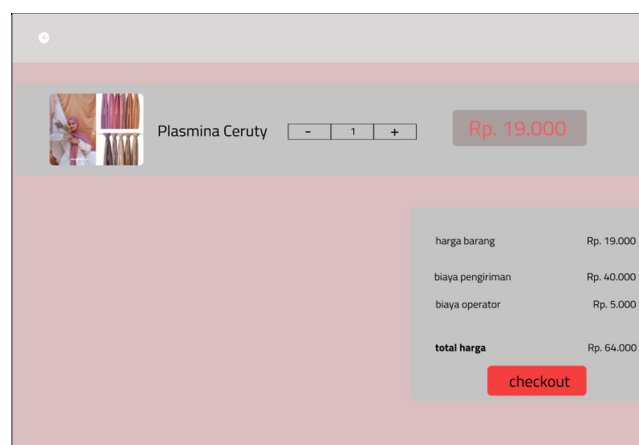 Plasmina Ceruty - 1 + Rp. 19.000
harga barang Rp. 19.000
biaya pengiriman Rp. 40.000
biaya operator Rp. 5.000
total harga Rp. 64.000
checkout